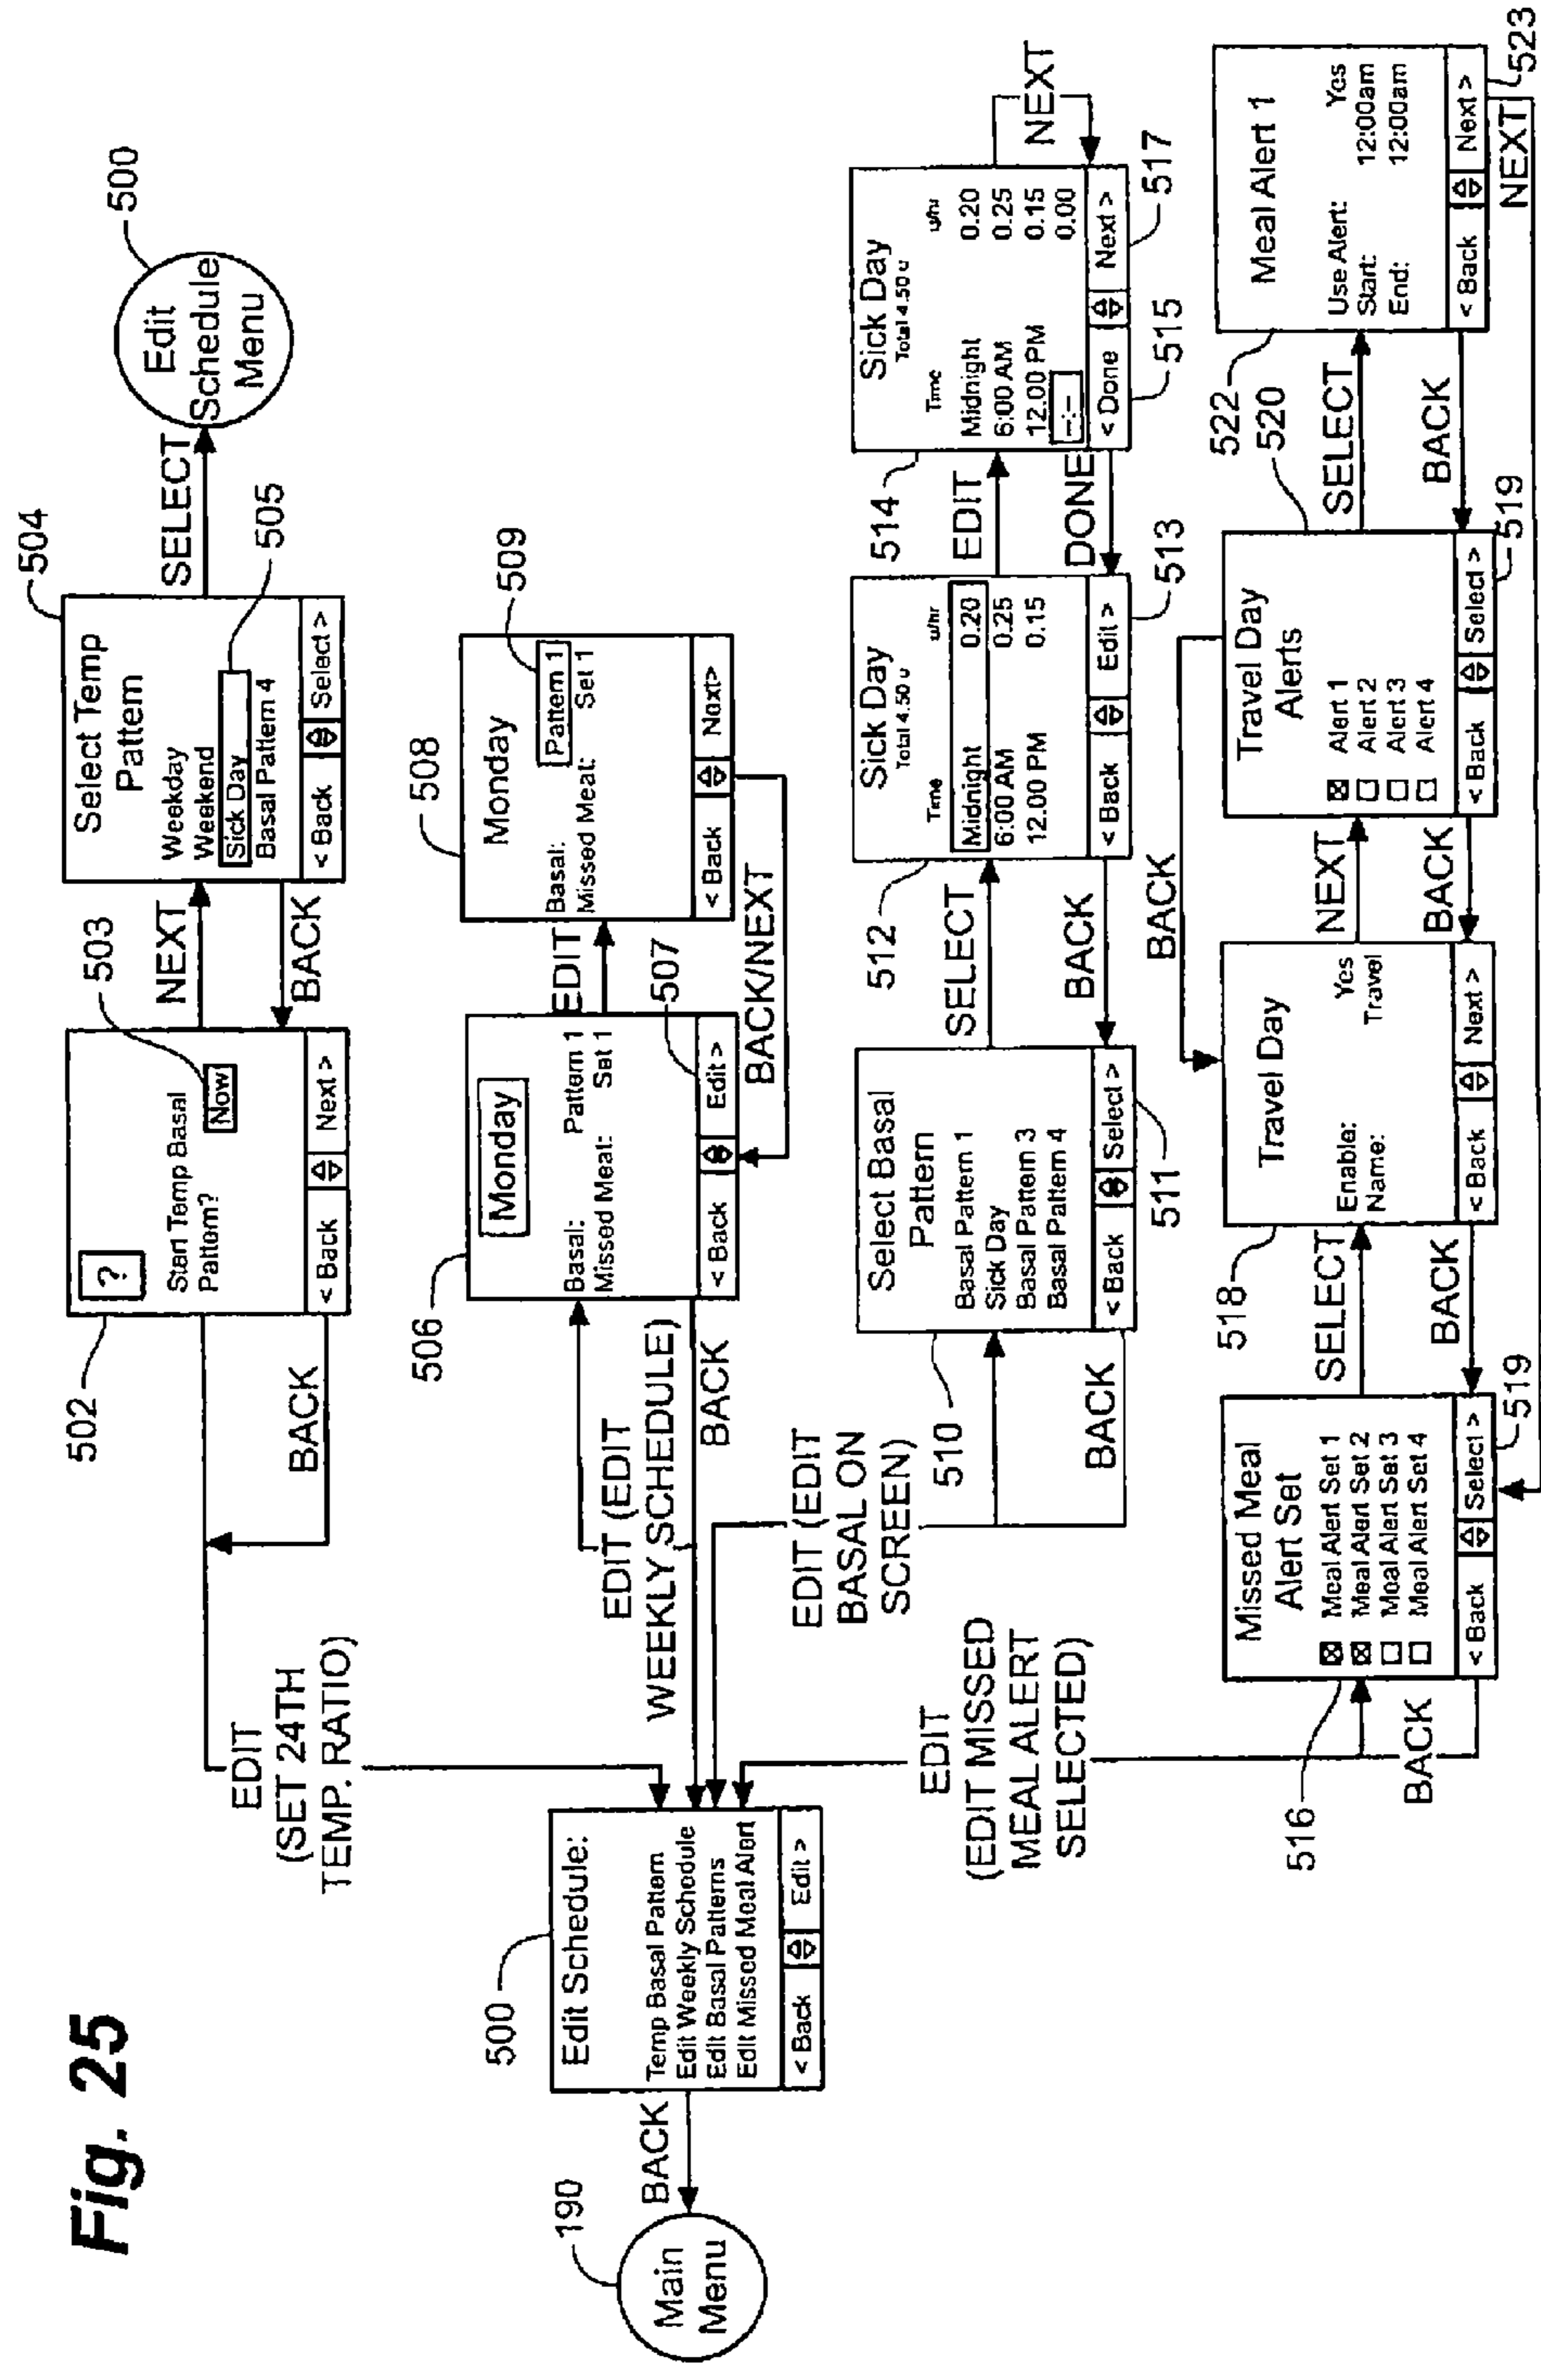 Fig. 25
190
Main
Menu
BACK
500
Edit Schedule:
Temp Basal Pattern
Edit Weekly Schedule
Edit Basal Patterns
Edit Missed Meal Alert
< Back
Edit >
EDIT
(SET 24TH
TEMP. RATIO)
BACK
502
?
Start Temp Basal
Pattern?
Now
503
< Back
Next >
NEXT
BACK
504
Select Temp
Pattern
Weekday
Weekend
Sick Day
Basal Pattern 4
505
< Back
Select >
SELECT
500
Edit
Schedule
Menu
EDIT (EDIT
WEEKLY SCHEDULE)
BACK
506
Monday
Basal: Pattern 1
Missed Meat: Set 1
< Back
Edit >
507
EDIT
BACK/NEXT
508
Monday
509
Basal: Pattern 1
Missed Meat: Set 1
< Back
Next>
EDIT (EDIT
BASAL ON
SCREEN)
BACK
510
Select Basal
Pattern
Basal Pattern 1
Sick Day
Basal Pattern 3
Basal Pattern 4
< Back
Select >
511
SELECT
BACK
512
Sick Day
Total 4.50 u
Time u/hr
Midnight 0.20
6:00 AM 0.25
12.00 PM 0.15
< Back
Edit >
513
EDIT
DONE
514
Sick Day
Total 4.50 u
Time u/hr
Midnight 0.20
6:00 AM 0.25
12.00 PM 0.15
--:-- 0.00
< Done
Next >
515
517
NEXT
EDIT
(EDIT MISSED
MEAL ALERT
SELECTED)
BACK
516
Missed Meal
Alert Set
Meal Alert Set 1
Meal Alert Set 2
Meal Alert Set 3
Meal Alert Set 4
< Back
Select >
519
SELECT
BACK
518
Travel Day
Enable: Yes
Name: Travel
< Back
Next >
NEXT
BACK
BACK
520
Travel Day
Alerts
Alert 1
Alert 2
Alert 3
Alert 4
< Back
Select >
519
SELECT
BACK
522
Meal Alert 1
Use Alert: Yes
Start: 12:00am
End: 12:00am
< Back
Next >
523
NEXT